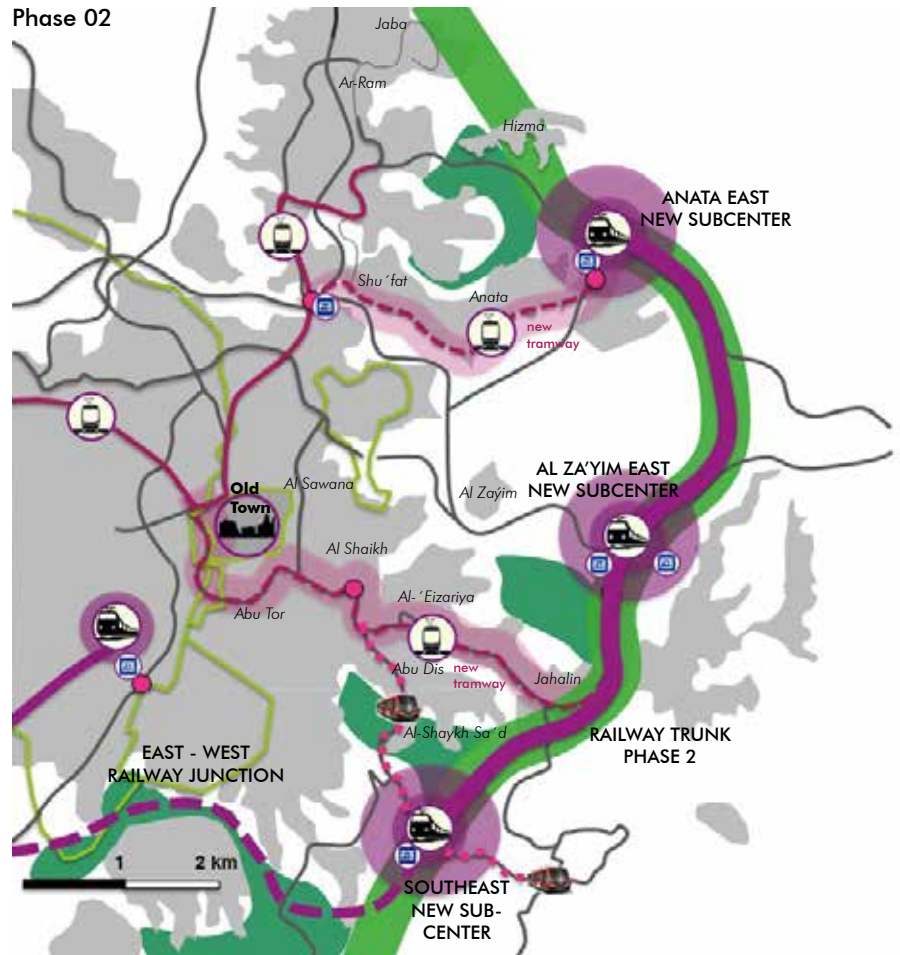 Phase 02
Jaba
Ar-Ram
Hizma
ANATA EAST
NEW SUBCENTER
Shu´fat
Anata
new
tramway
AL ZA'YIM EAST
NEW SUBCENTER
Old
Town
Al Sawana
Al Zaýim
Al Shaikh
Al-´Eizariya
Abu Tor
Abu Dis
new
tramway
Jahalin
Al-Shaykh Sa´d
RAILWAY TRUNK
PHASE 2
EAST - WEST
RAILWAY JUNCTION
1
2 km
SOUTHEAST
NEW SUB-
CENTER